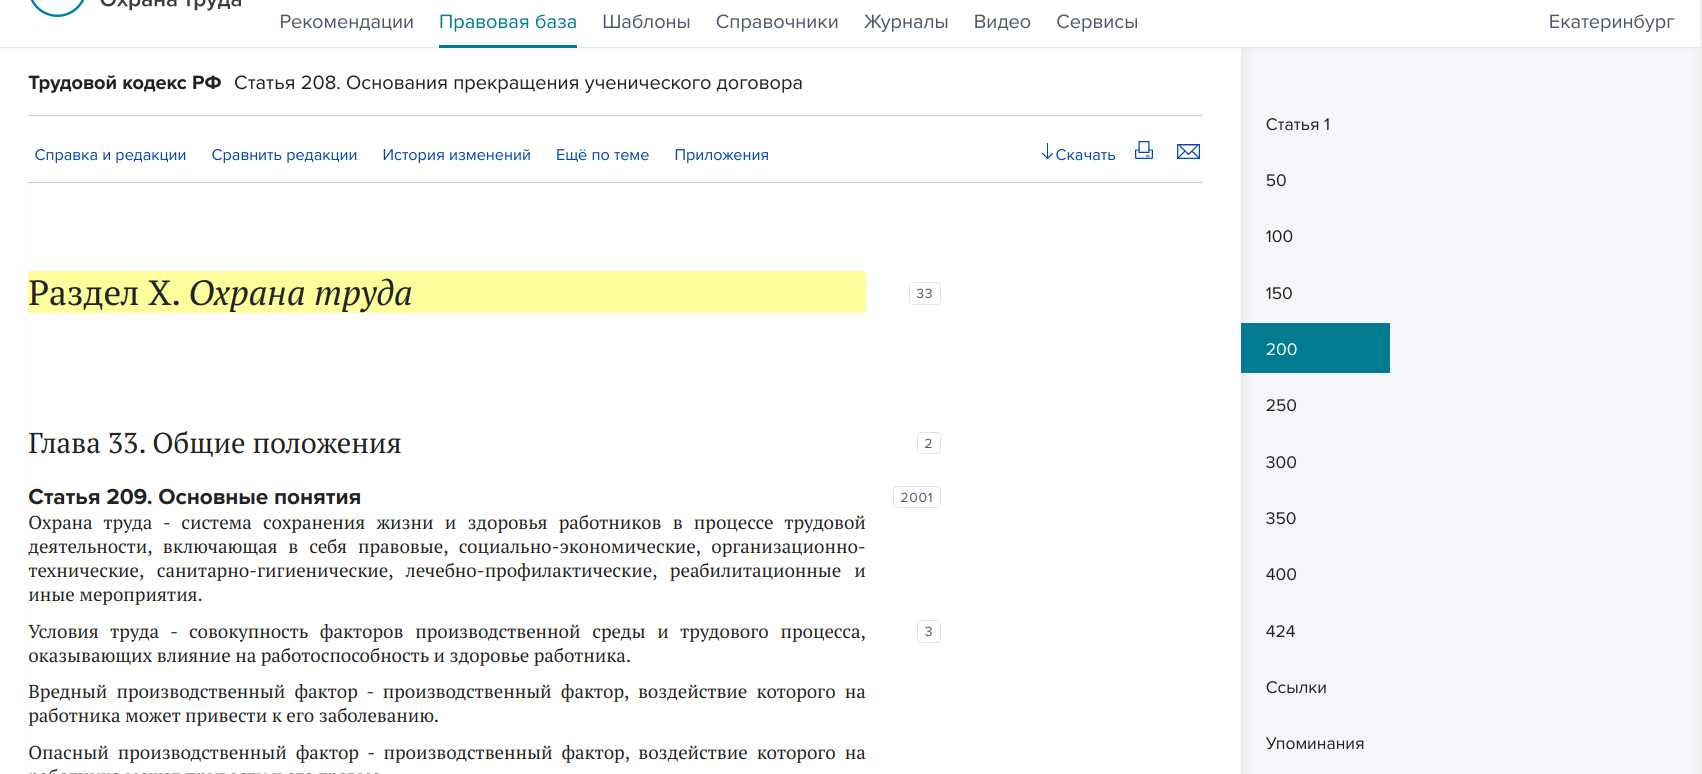 Охрана труда
Рекомендации Правовая база Шаблоны Справочники Журналы Видео Сервисы Екатеринбург
Трудовой кодекс РФ Статья 208. Основания прекращения ученического договора
Справка и редакции Сравнить редакции История изменений Ещё по теме Приложения Скачать
Раздел X. Охрана труда 33
Глава 33. Общие положения 2
Статья 209. Основные понятия 2001
Охрана труда - система сохранения жизни и здоровья работников в процессе трудовой
деятельности, включающая в себя правовые, социально-экономические, организационно-
технические, санитарно-гигиенические, лечебно-профилактические, реабилитационные и
иные мероприятия.
Условия труда - совокупность факторов производственной среды и трудового процесса, 3
оказывающих влияние на работоспособность и здоровье работника.
Вредный производственный фактор - производственный фактор, воздействие которого на
работника может привести к его заболеванию.
Опасный производственный фактор - производственный фактор, воздействие которого на
Статья 1
50
100
150
200
250
300
350
400
424
Ссылки
Упоминания